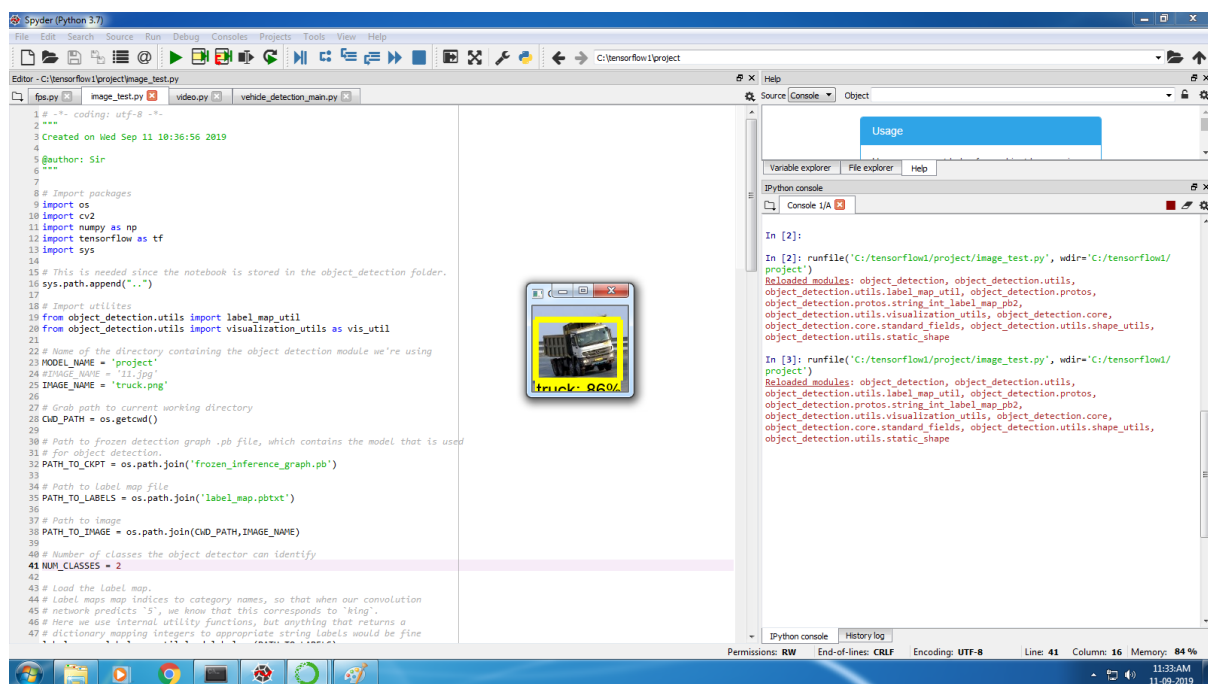 Spyder (Python 3.7)
File Edit Search Source Run Debug Consoles Projects Tools View Help
C:\tensorflow1\project
Editor - C:\tensorflow1\project\image_test.py
fps.py image_test.py video.py vehicle_detection_main.py
1 # -*- coding: utf-8 -*-
2 """
3 Created on Wed Sep 11 10:36:56 2019
4
5 @author: Sir
6 """
7
8 # Import packages
9 import os
10 import cv2
11 import numpy as np
12 import tensorflow as tf
13 import sys
14
15 # This is needed since the notebook is stored in the object_detection folder.
16 sys.path.append("..")
17
18 # Import utilites
19 from object_detection.utils import label_map_util
20 from object_detection.utils import visualization_utils as vis_util
21
22 # Name of the directory containing the object detection module we're using
23 MODEL_NAME = 'project'
24 #IMAGE_NAME = '11.jpg'
25 IMAGE_NAME = 'truck.png'
26
27 # Grab path to current working directory
28 CWD_PATH = os.getcwd()
29
30 # Path to frozen detection graph .pb file, which contains the model that is used
31 # for object detection.
32 PATH_TO_CKPT = os.path.join('frozen_inference_graph.pb')
33
34 # Path to label map file
35 PATH_TO_LABELS = os.path.join('label_map.pbtxt')
36
37 # Path to image
38 PATH_TO_IMAGE = os.path.join(CWD_PATH,IMAGE_NAME)
39
40 # Number of classes the object detector can identify
41 NUM_CLASSES = 2
42
43 # Load the label map.
44 # Label maps map indices to category names, so that when our convolution
45 # network predicts `5`, we know that this corresponds to `king`.
46 # Here we use internal utility functions, but anything that returns a
47 # dictionary mapping integers to appropriate string labels would be fine
truck: 86%
Help
Source Console Object
Usage
Variable explorer File explorer Help
IPython console
Console 1/A
In [2]:
In [2]: runfile('C:/tensorflow1/project/image_test.py', wdir='C:/tensorflow1/
project')
Reloaded modules: object_detection, object_detection.utils,
object_detection.utils.label_map_util, object_detection.protos,
object_detection.protos.string_int_label_map_pb2,
object_detection.utils.visualization_utils, object_detection.core,
object_detection.core.standard_fields, object_detection.utils.shape_utils,
object_detection.utils.static_shape
In [3]: runfile('C:/tensorflow1/project/image_test.py', wdir='C:/tensorflow1/
project')
Reloaded modules: object_detection, object_detection.utils,
object_detection.utils.label_map_util, object_detection.protos,
object_detection.protos.string_int_label_map_pb2,
object_detection.utils.visualization_utils, object_detection.core,
object_detection.core.standard_fields, object_detection.utils.shape_utils,
object_detection.utils.static_shape
IPython console History log
Permissions: RW End-of-lines: CRLF Encoding: UTF-8 Line: 41 Column: 16 Memory: 84 %
11:33 AM
11-09-2019